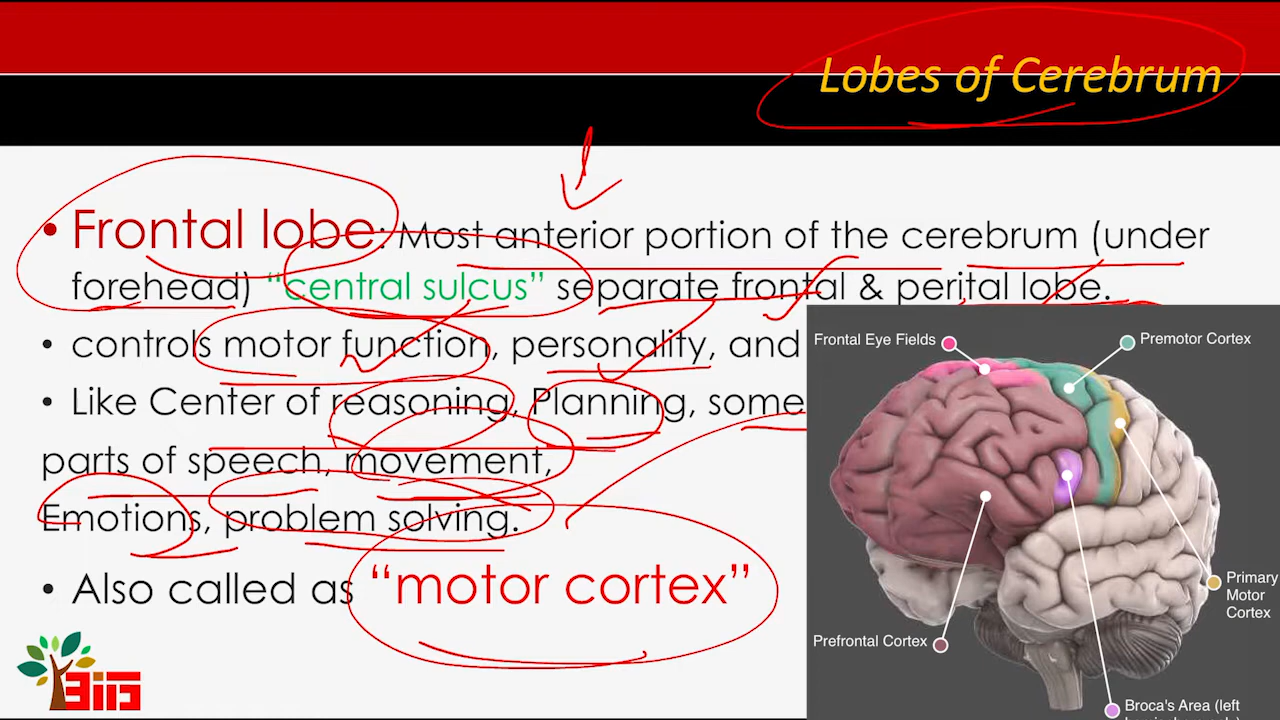 Lobes of Cerebrum
• Frontal lobe: Most anterior portion of the cerebrum (under
forehead) “central sulcus” separate frontal & perital lobe.
• controls motor function, personality, and
• Like Center of reasoning, Planning, some
parts of speech, movement,
Emotions, problem solving.
• Also called as “motor cortex”
Frontal Eye Fields
Premotor Cortex
Primary
Motor
Cortex
Prefrontal Cortex
Broca's Area (left